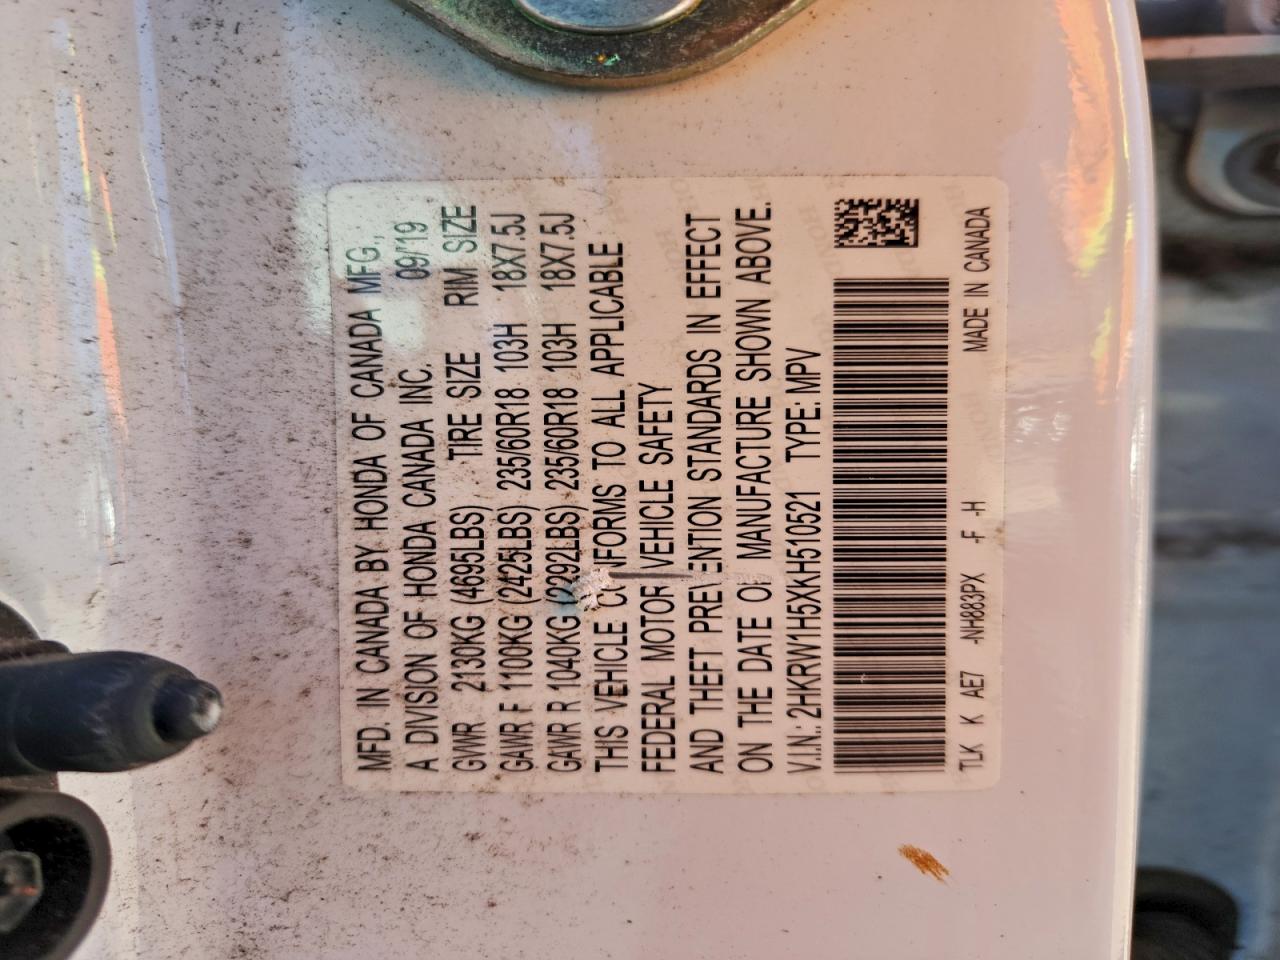 MFD. IN CANADA BY HONDA OF CANADA MFG.,
A DIVISION OF HONDA CANADA INC. 09/19
GVWR 2130KG (4695LBS) TIRE SIZE RIM SIZE
GAWR F 1100KG (2425LBS) 235/60R18 103H 18X7.5J
GAWR R 1040KG (2292LBS) 235/60R18 103H 18X7.5J
THIS VEHICLE CONFORMS TO ALL APPLICABLE
FEDERAL MOTOR VEHICLE SAFETY
AND THEFT PREVENTION STANDARDS IN EFFECT
ON THE DATE OF MANUFACTURE SHOWN ABOVE.
V.I.N.: 2HKRW1H5XKH510521 TYPE: MPV
TLK K AE7 -NH883PX -F -H MADE IN CANADA